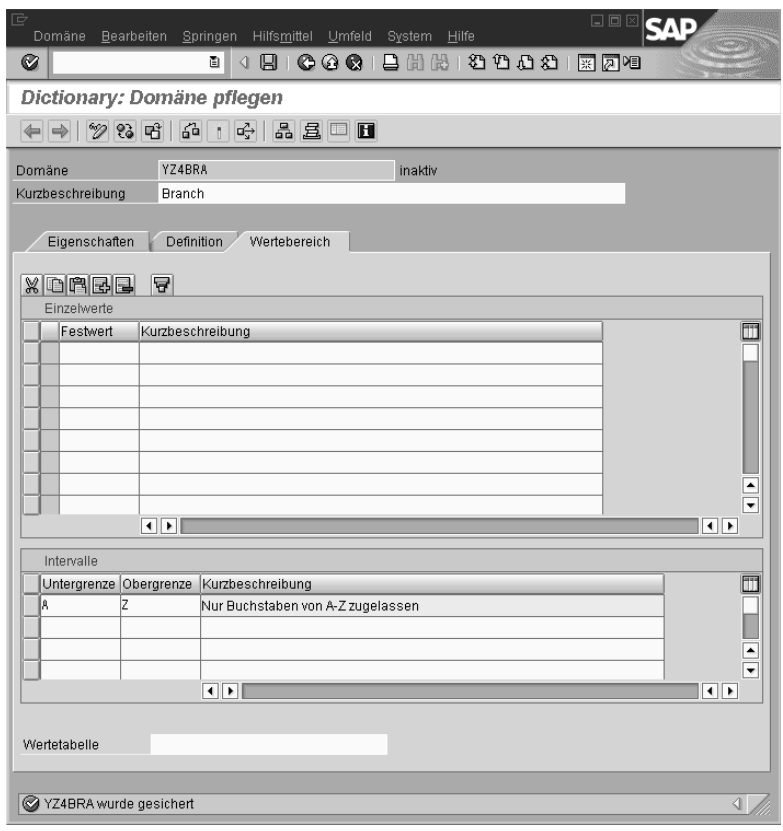 Domäne Bearbeiten Springen Hilfsmittel Umfeld System Hilfe
SAP
Dictionary: Domäne pflegen
Domäne YZ4BRA inaktiv
Kurzbeschreibung Branch
Eigenschaften Definition Wertebereich
Einzelwerte
Festwert Kurzbeschreibung
Intervalle
Untergrenze Obergrenze Kurzbeschreibung
A Z Nur Buchstaben von A-Z zugelassen
Wertetabelle
YZ4BRA wurde gesichert